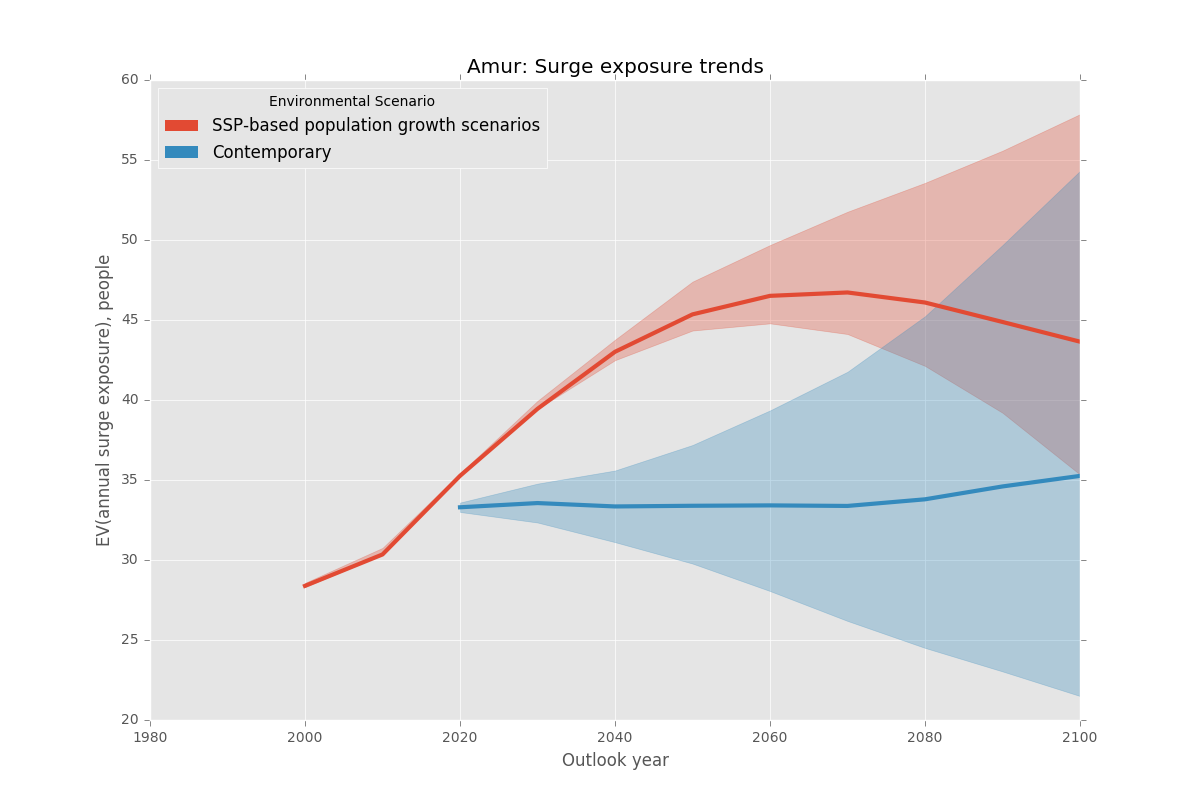 Amur: Surge exposure trends
Environmental Scenario
SSP-based population growth scenarios
Contemporary
EV(annual surge exposure), people
60
55
50
45
40
35
30
25
20
1980
2000
2020
2040
2060
2080
2100
Outlook year